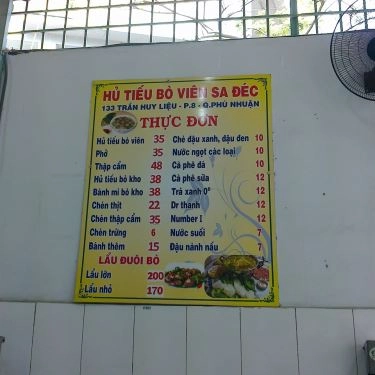 HỦ TIẾU BÒ VIÊN SA ĐÉC
133 TRẦN HUY LIỆU - P.8 - Q.PHÚ NHUẬN
THỰC ĐƠN
Hủ tiếu bò viên 35
Phở 35
Thập cẩm 48
Hủ tiếu bò kho 38
Bánh mì bò kho 38
Chén thịt 22
Chén thập cẩm 35
Chén trứng 6
Bánh thêm 15
LẨU ĐUÔI BÒ
Lẩu lớn 200
Lẩu nhỏ 170
Chè đậu xanh, đậu đen 10
Nước ngọt các loại 10
Cà phê đá 10
Cà phê sữa 12
Trà xanh 0° 12
Dr thanh 12
Number 1 12
Nước suối 7
Đậu nành nấu 7